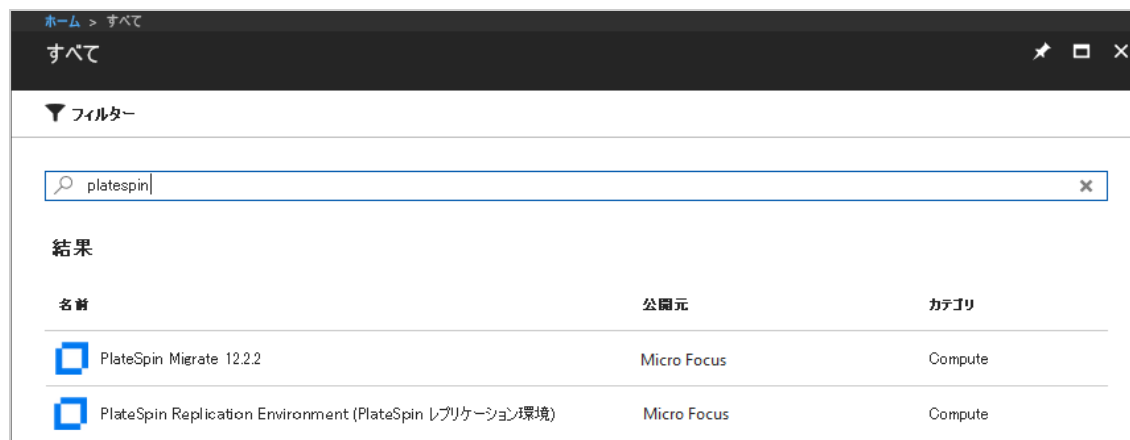 ホーム > すべて
すべて
フィルター
platespin
結果
名前 公開元 カテゴリ
PlateSpin Migrate 12.2.2 Micro Focus Compute
PlateSpin Replication Environment (PlateSpin レプリケーション環境) Micro Focus Compute